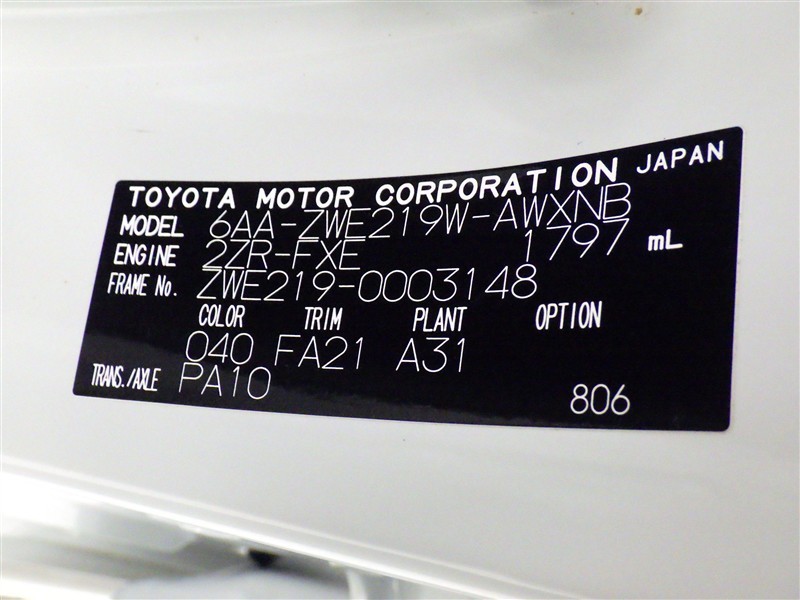 TOYOTA MOTOR CORPORATION JAPAN
MODEL 6AA-ZWE219W-AWXNB
ENGINE 2ZR-FXE 1797 mL
FRAME No. ZWE219-0003148
COLOR TRIM PLANT OPTION
040 FA21 A31
TRANS./AXLE PA10
806